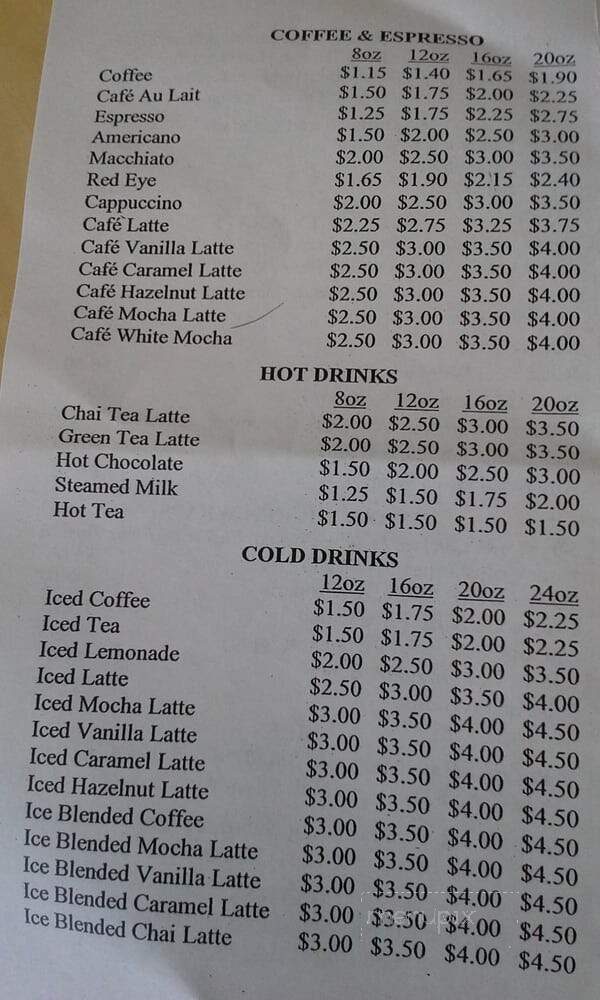 COFFEE & ESPRESSO
8oz 12oz 16oz 20oz
Coffee $1.15 $1.40 $1.65 $1.90
Café Au Lait $1.50 $1.75 $2.00 $2.25
Espresso $1.25 $1.75 $2.25 $2.75
Americano $1.50 $2.00 $2.50 $3.00
Macchiato $2.00 $2.50 $3.00 $3.50
Red Eye $1.65 $1.90 $2.15 $2.40
Cappuccino $2.00 $2.50 $3.00 $3.50
Café Latte $2.25 $2.75 $3.25 $3.75
Café Vanilla Latte $2.50 $3.00 $3.50 $4.00
Café Caramel Latte $2.50 $3.00 $3.50 $4.00
Café Hazelnut Latte $2.50 $3.00 $3.50 $4.00
Café Mocha Latte $2.50 $3.00 $3.50 $4.00
Café White Mocha $2.50 $3.00 $3.50 $4.00
HOT DRINKS
8oz 12oz 16oz 20oz
Chai Tea Latte $2.00 $2.50 $3.00 $3.50
Green Tea Latte $2.00 $2.50 $3.00 $3.50
Hot Chocolate $1.50 $2.00 $2.50 $3.00
Steamed Milk $1.25 $1.50 $1.75 $2.00
Hot Tea $1.50 $1.50 $1.50 $1.50
COLD DRINKS
12oz 16oz 20oz 24oz
Iced Coffee $1.50 $1.75 $2.00 $2.25
Iced Tea $1.50 $1.75 $2.00 $2.25
Iced Lemonade $2.00 $2.50 $3.00 $3.50
Iced Latte $2.50 $3.00 $3.50 $4.00
Iced Mocha Latte $3.00 $3.50 $4.00 $4.50
Iced Vanilla Latte $3.00 $3.50 $4.00 $4.50
Iced Caramel Latte $3.00 $3.50 $4.00 $4.50
Iced Hazelnut Latte $3.00 $3.50 $4.00 $4.50
Ice Blended Coffee $3.00 $3.50 $4.00 $4.50
Ice Blended Mocha Latte $3.00 $3.50 $4.00 $4.50
Ice Blended Vanilla Latte $3.00 $3.50 $4.00 $4.50
Ice Blended Caramel Latte $3.00 $3.50 $4.00 $4.50
Ice Blended Chai Latte $3.00 $3.50 $4.00 $4.50
menupix